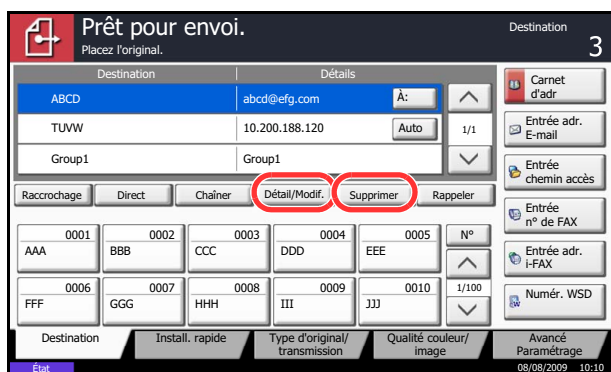 Prêt pour envoi.
Placez l'original.
Destination
3
Destination Détails
ABCD abcd@efg.com À:
TUVW 10.200.188.120 Auto 1/1
Group1 Group1
Raccrochage Direct Chaîner Détail/Modif. Supprimer Rappeler
0001 0002 0003 0004 0005 N°
AAA BBB CCC DDD EEE
0006 0007 0008 0009 0010 1/100
FFF GGG HHH III JJJ
Carnet
d'adr
Entrée adr.
E-mail
Entrée
chemin accès
Entrée
n° de FAX
Entrée adr.
i-FAX
Numér. WSD
Destination
Install. rapide
Type d'original/
transmission
Qualité couleur/
image
Avancé
Paramétrage
État 08/08/2009 10:10